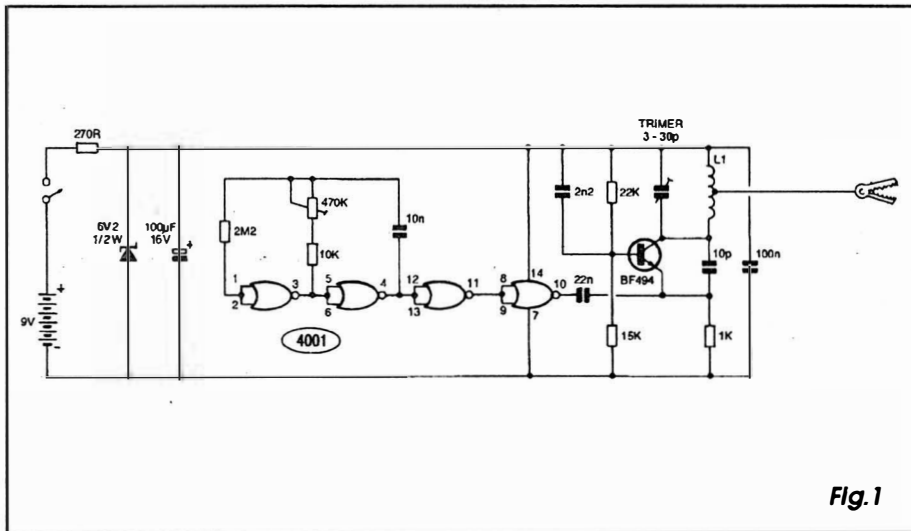 270R
6V2
1/2W
100µF
16V
+
9V
+
-
2M2
470K
10K
10n
1
2
3
5
6
4
12
13
11
8
9
14
10
7
4001
22n
2n2
22K
15K
TRIMER
3 - 30p
BF494
L1
10p
100n
1K
Fig.1